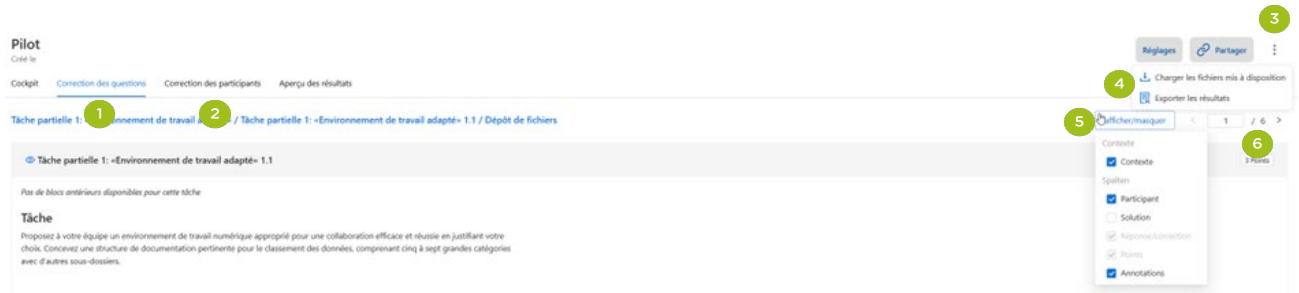 3
Pilot
Créé le
Réglages
Partager
Cockpit
Correction des questions
Correction des participants
Aperçu des résultats
4
Charger les fichiers mis à disposition
Exporter les résultats
1
2
5
Tâche partielle 1: onnement de travail / Tâche partielle 1: «Environnement de travail adapté» 1.1 / Dépôt de fichiers
afficher/masquer
< 1 / 6 >
6
Tâche partielle 1: «Environnement de travail adapté» 1.1
3 Points
Contexte
Contexte
Spalten
Participant
Solution
Réponse/correction
Points
Annotations
Pas de blocs antérieurs disponibles pour cette tâche
Tâche
Proposez à votre équipe un environnement de travail numérique approprié pour une collaboration efficace et réussie en justifiant votre
choix. Concevez une structure de documentation pertinente pour le classement des données, comprenant cinq à sept grandes catégories
avec d'autres sous-dossiers.